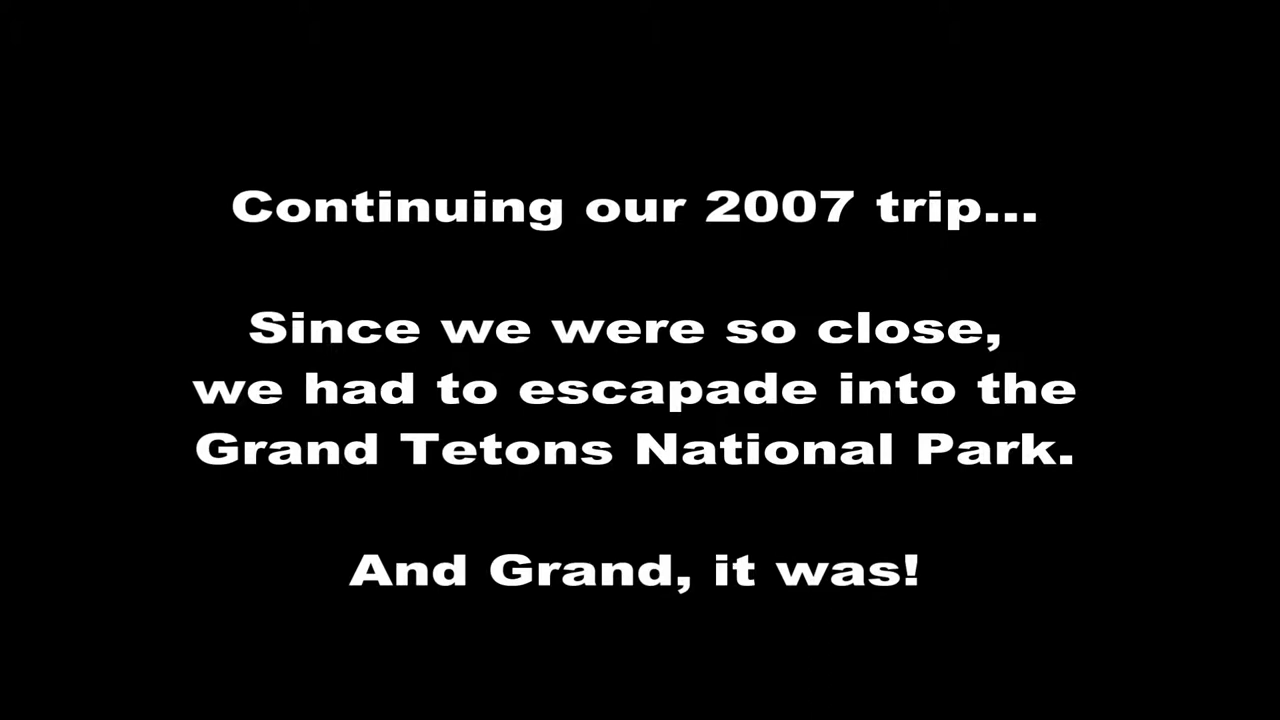 Continuing our 2007 trip...
Since we were so close,
we had to escapade into the
Grand Tetons National Park.
And Grand, it was!